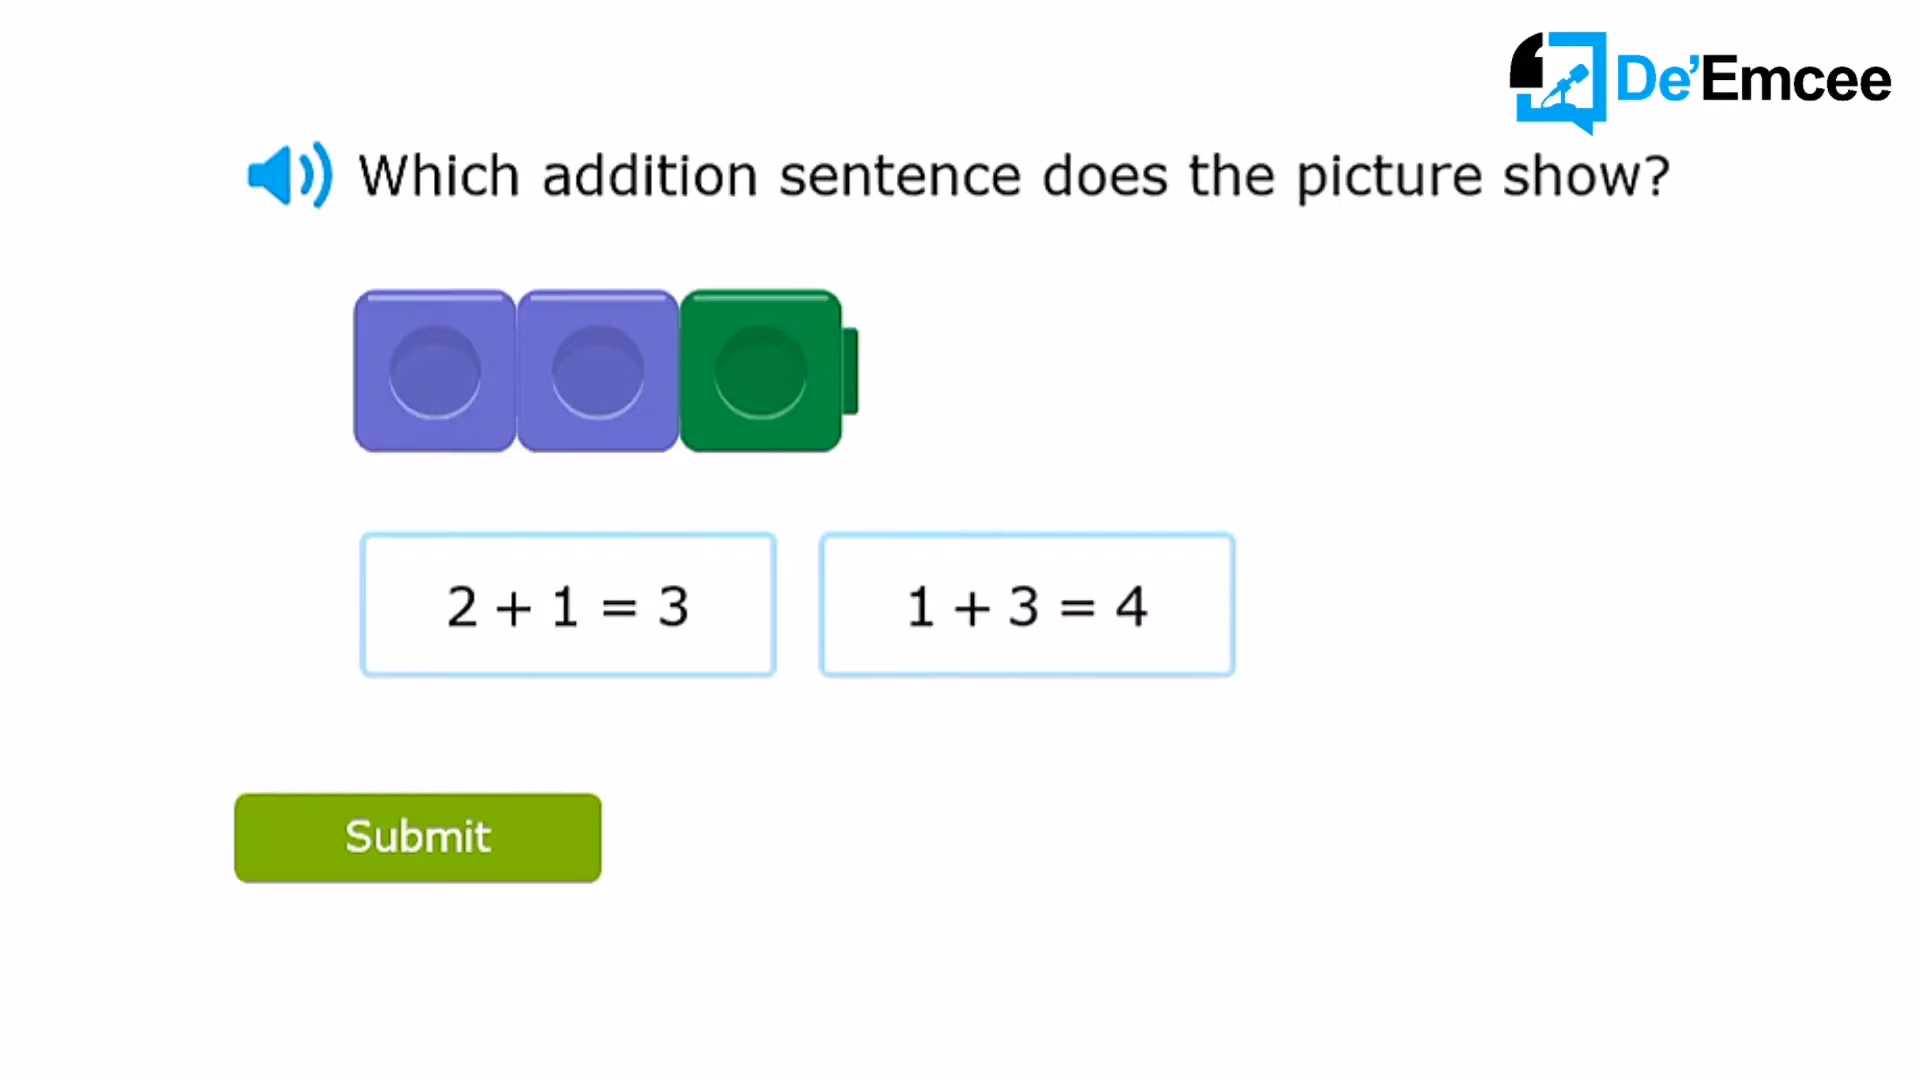 De'Emcee
Which addition sentence does the picture show?
2 + 1 = 3
1 + 3 = 4
Submit